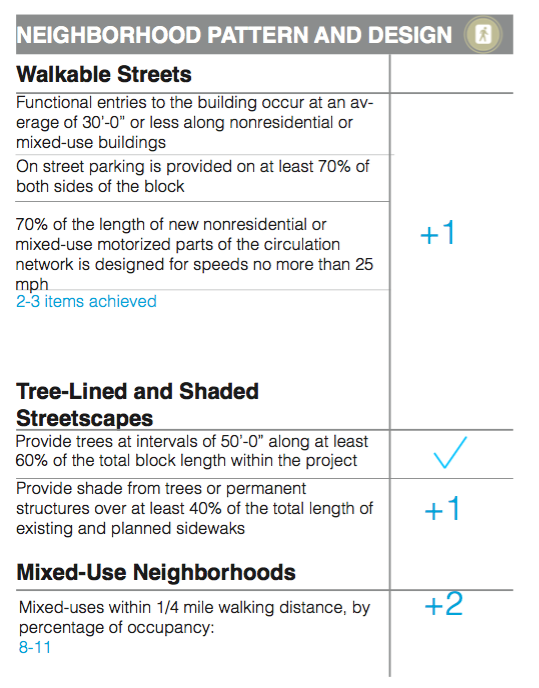 NEIGHBORHOOD PATTERN AND DESIGN
Walkable Streets
Functional entries to the building occur at an av-
erage of 30'-0” or less along nonresidential or
mixed-use buildings
On street parking is provided on at least 70% of
both sides of the block
70% of the length of new nonresidential or
mixed-use motorized parts of the circulation
network is designed for speeds no more than 25
mph
2-3 items achieved
+1
Tree-Lined and Shaded
Streetscapes
Provide trees at intervals of 50'-0” along at least
60% of the total block length within the project
Provide shade from trees or permanent
structures over at least 40% of the total length of
existing and planned sidewaks
+1
Mixed-Use Neighborhoods
Mixed-uses within 1/4 mile walking distance, by
percentage of occupancy:
8-11
+2